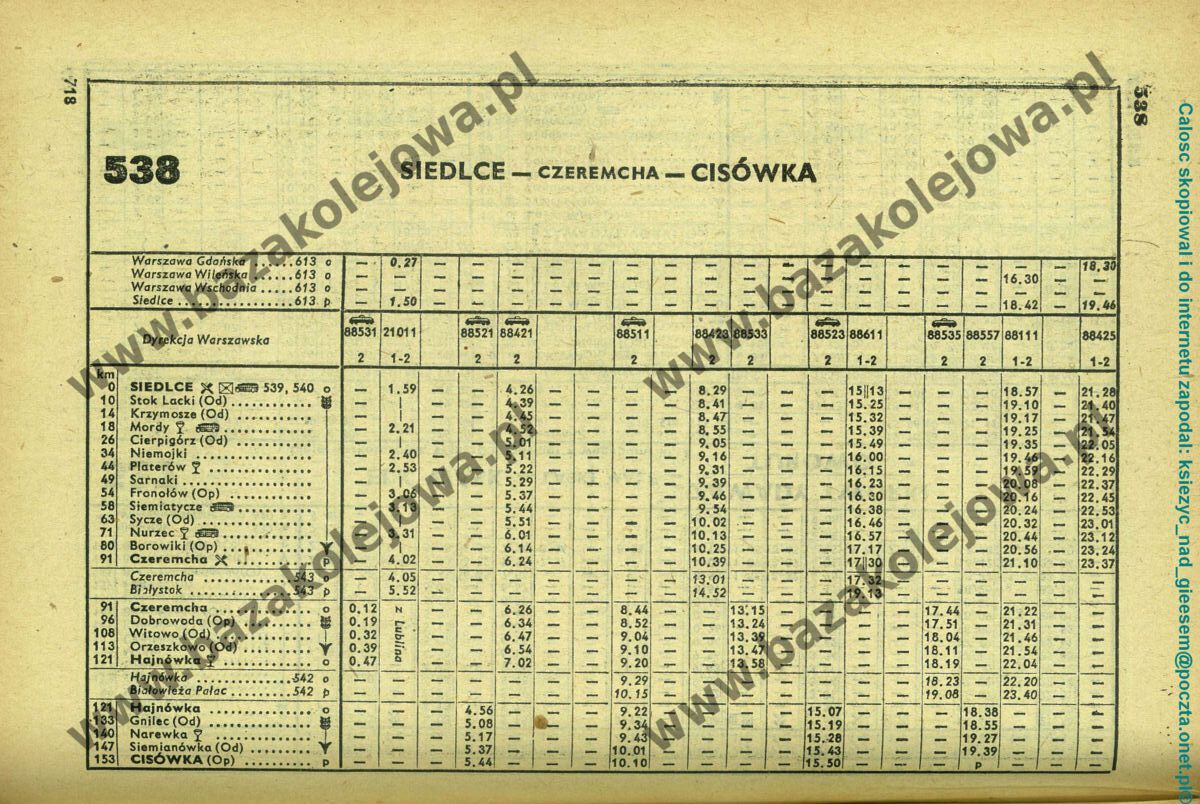 718
538
538 SIEDLCE — CZEREMCHA — CISÓWKA
Warszawa Gdańska ......613 o — 0.27 — — — — — — — — — — — — — — — — — 18.30
Warszawa Wileńska ......613 o — — — — — — — — — — — — — — — — — 16.30 — —
Warszawa Wschodnia .....613 o — — — — — — — — — — — — — — — — — — — —
Siedlce ....................613 p — 1.50 — — — — — — — — — — — — — — — 18.42 — 19.46
Dyrekcja Warszawska 88531 21011 88521 88421 88511 88423 88533 88523 88611 88535 88557 88111 88425
2 1-2 2 2 2 2 2 2 1-2 2 2 1-2 1-2
km
0 SIEDLCE 539, 540 o — 1.59 4.26 8.29 15||13 18.57 21.28
10 Stok Lacki (Od) — | 4.39 8.41 15.25 19.10 21.40
14 Krzymosze (Od) — | 4.45 8.47 15.32 19.17 21.47
18 Mordy — 2.21 4.52 8.55 15.39 19.25 21.54
26 Cierpigórz (Od) — | 5.01 9.05 15.49 19.35 22.05
34 Niemojki — 2.40 5.11 9.16 16.00 19.46 22.16
44 Platerów — 2.53 5.22 9.31 16.15 19.59 22.29
49 Sarnaki — | 5.29 9.39 16.23 20.08 22.37
54 Fronołów (Op) — 3.06 5.37 9.46 16.30 20.16 22.45
58 Siemiatycze — 3.13 5.44 9.54 16.38 20.24 22.53
63 Sycze (Od) — | 5.51 10.02 16.46 20.32 23.01
71 Nurzec — 3.31 6.01 10.13 16.57 20.44 23.12
80 Borowiki (Op) — | 6.14 10.25 17.17 20.56 23.24
91 Czeremcha p — 4.02 6.24 10.39 17||30 21.10 23.37
Czeremcha 543 o — 4.05 13.01 17.32
Białystok 543 p — 5.52 14.52 19.13
91 Czeremcha o 0.12 6.26 8.44 13.15 17.44 21.22
96 Dobrowoda (Op) 0.19 6.34 8.52 13.24 17.51 21.31
108 Witowo (Od) 0.32 6.47 9.04 13.39 18.04 21.46
113 Orzeszkowo (Od) 0.39 6.54 9.10 13.47 18.11 21.54
121 Hajnówka p 0.47 7.02 9.20 13.58 18.19 22.04
z Lublina
Hajnówka 542 o 9.29 18.23 22.20
Białowieża Pałac 542 p 10.15 19.08 23.40
121 Hajnówka o 4.56 9.22 15.07 18.38
133 Gnilec (Od) 5.08 9.34 15.19 18.55
140 Narewka 5.17 9.43 15.28 19.27
147 Siemianówka (Od) 5.37 10.01 15.43 19.39
153 CISÓWKA (Op) p 5.44 10.10 15.50 p
www.bazakolejowa.pl
www.bazakolejowa.pl
www.bazakolejowa.pl
www.bazakolejowa.pl
Calosc skopiowal i do internetu zapodal: ksiezyc_nad_gieesem@poczta.onet.pl